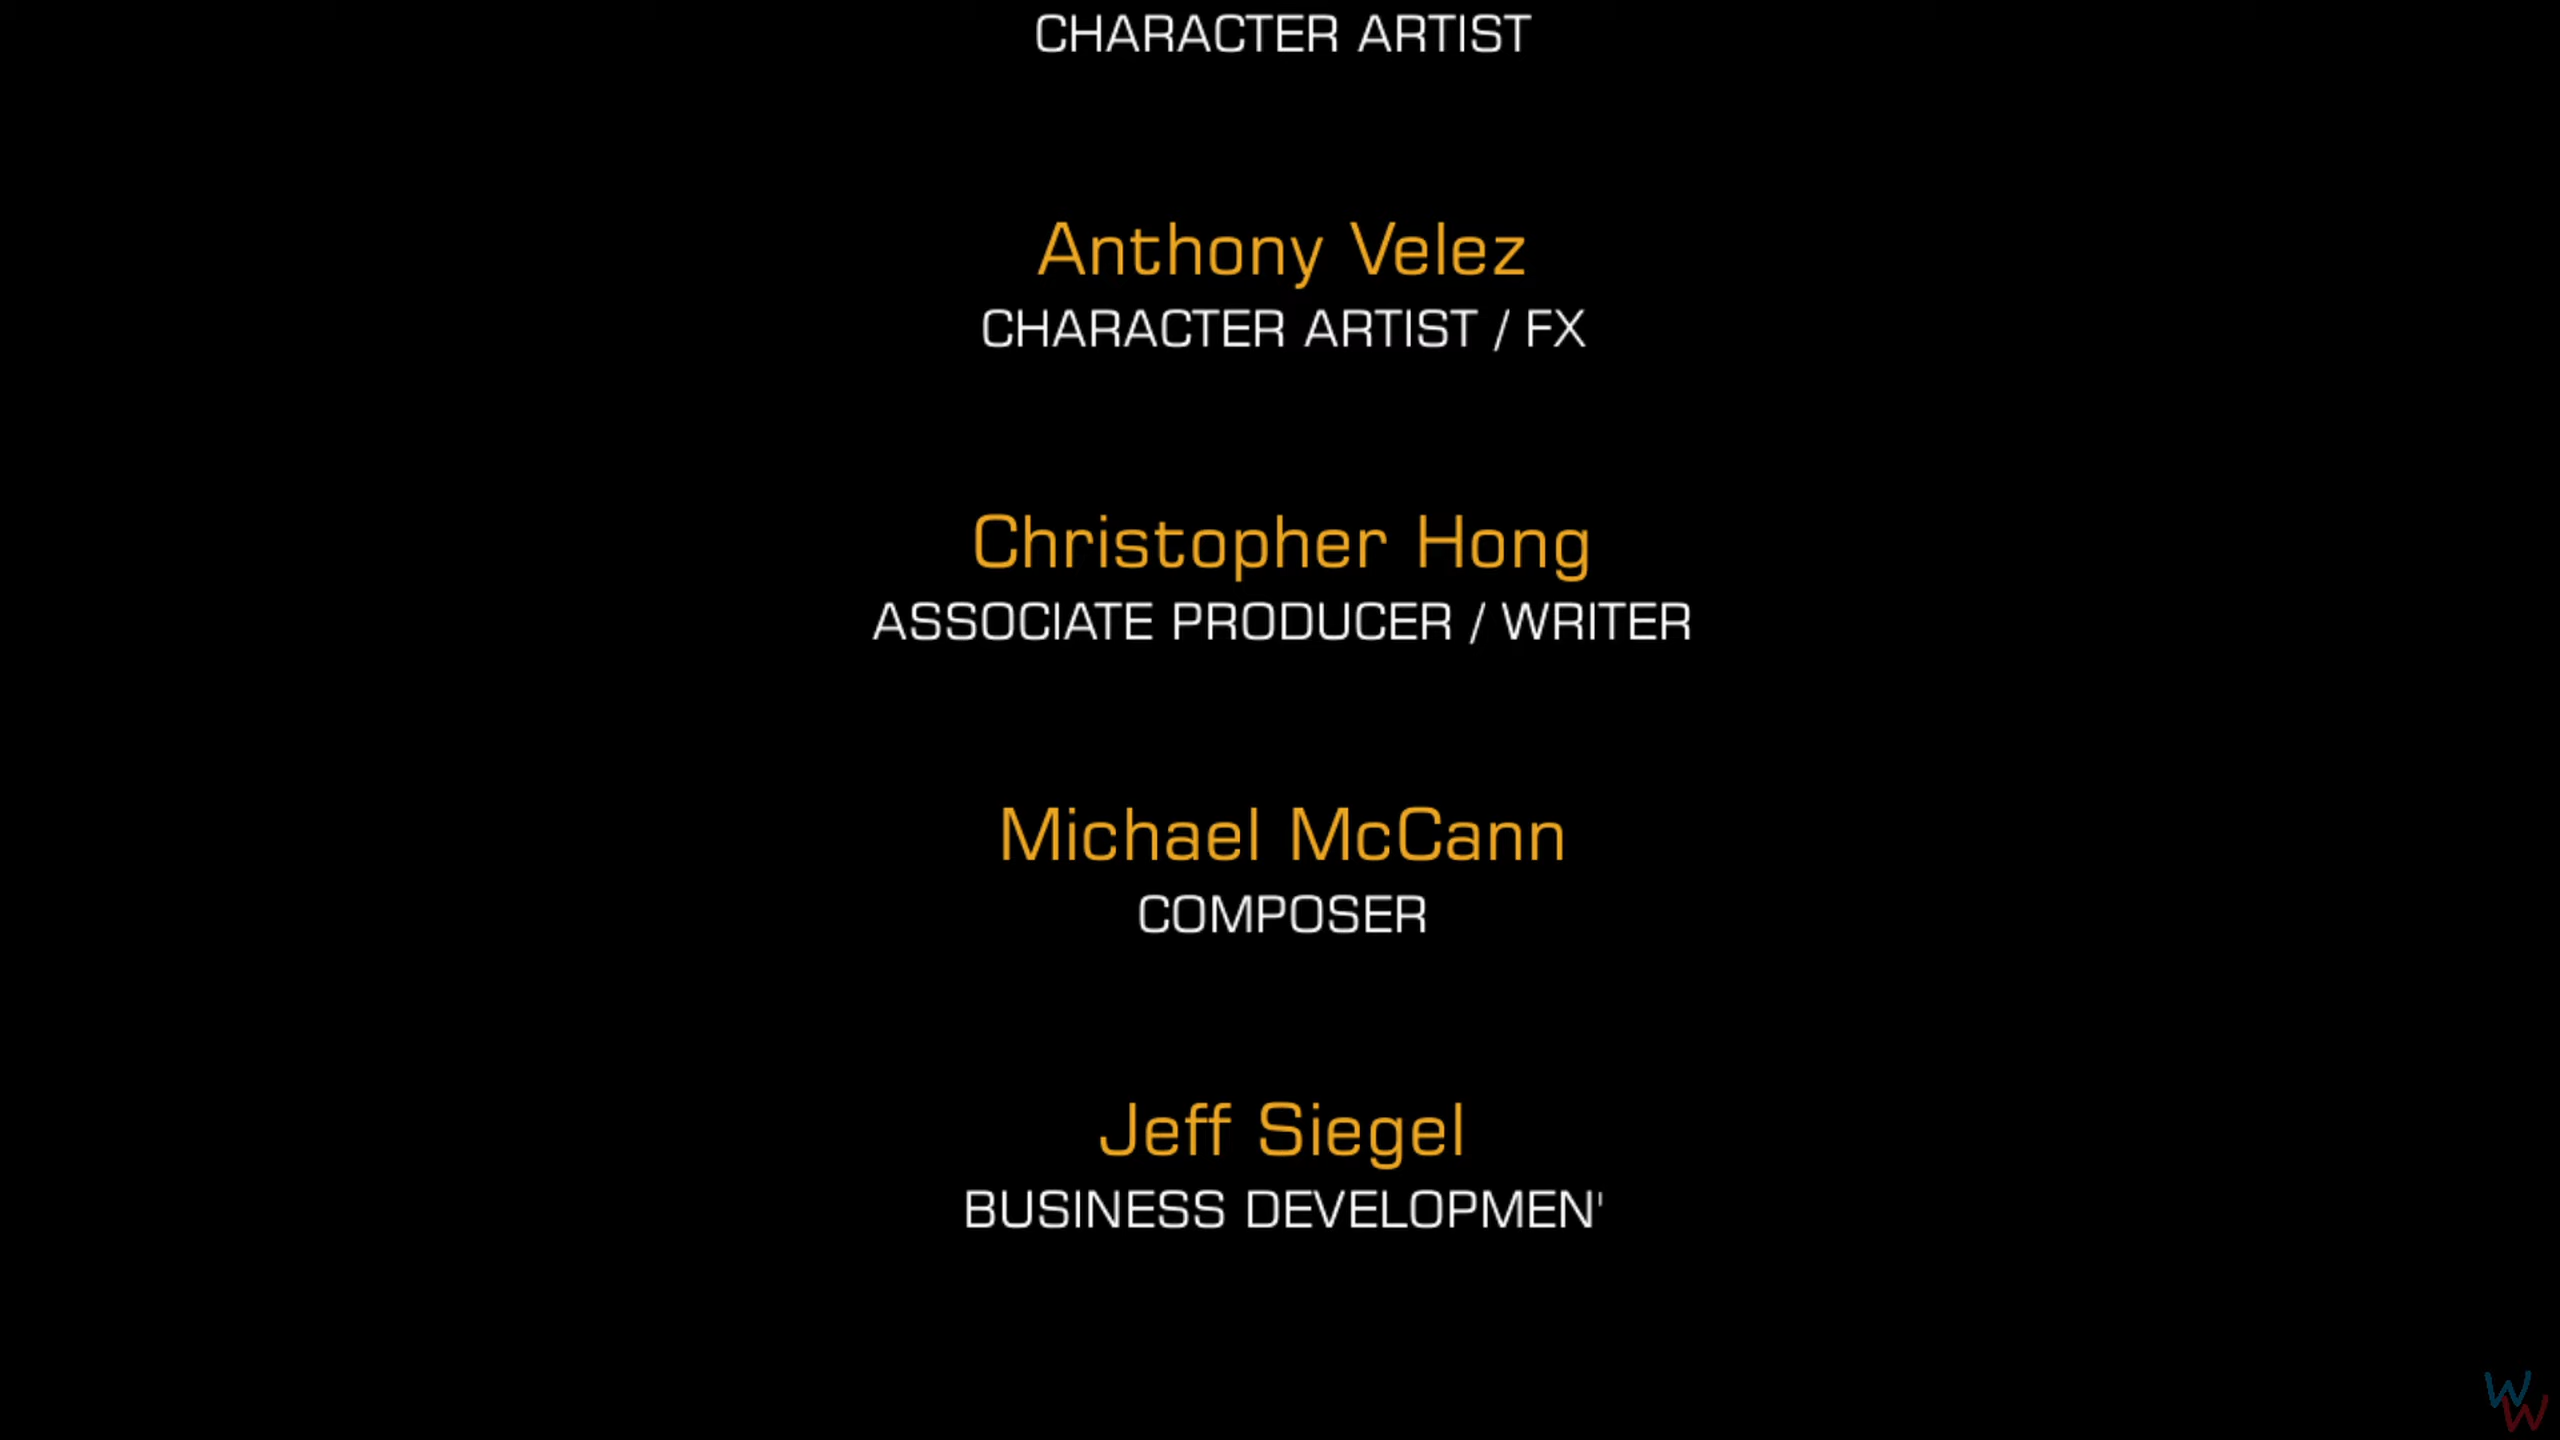 CHARACTER ARTIST
Anthony Velez
CHARACTER ARTIST / FX
Christopher Hong
ASSOCIATE PRODUCER / WRITER
Michael McCann
COMPOSER
Jeff Siegel
BUSINESS DEVELOPMEN'
WW